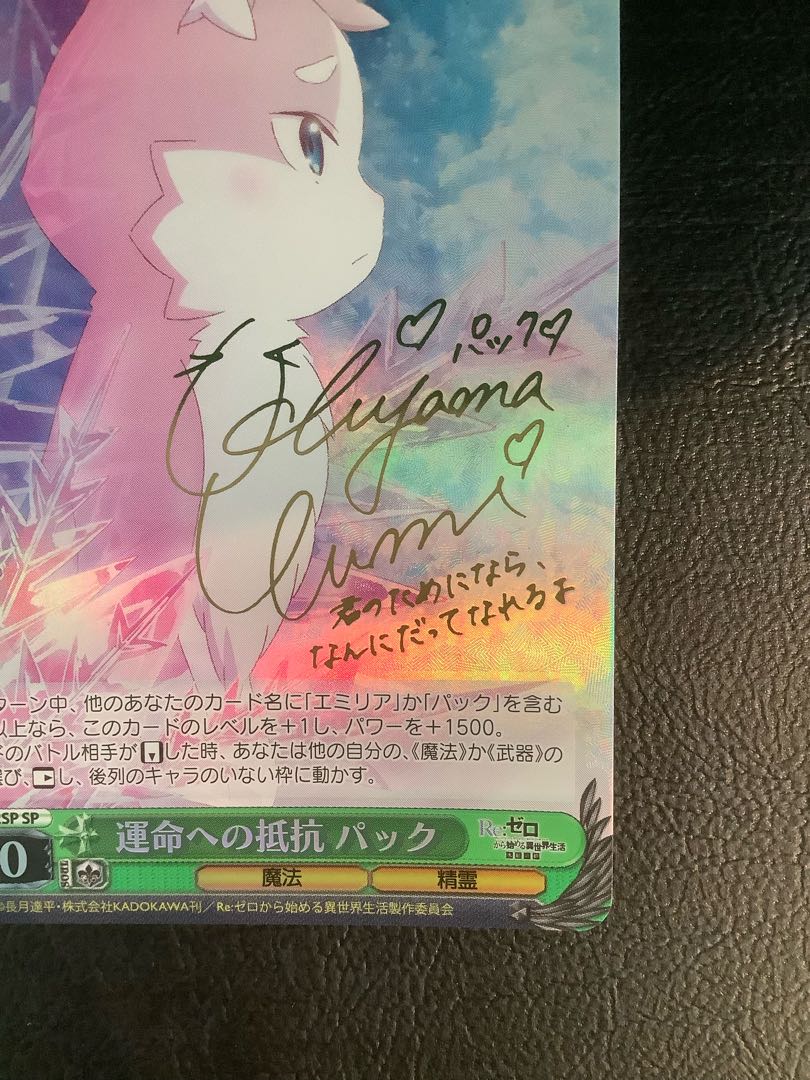 パック♡
Uchiyama
Yumi
君のためになら、
なんにだってなれるよ
ターン中、他のあなたのカード名に「エミリア」か「パック」を含む
以上なら、このカードのレベルを+1し、パワーを+1500。
のバトル相手が【▼】した時、あなたは他の自分の、《魔法》か《武器》の
選び、【▶】し、後列のキャラのいない枠に動かす。
SP SP
0
運命への抵抗 パック
Re:ゼロ
から始める異世界生活
SOUL
魔法 精霊
©長月達平・株式会社KADOKAWA刊／Re:ゼロから始める異世界生活製作委員会